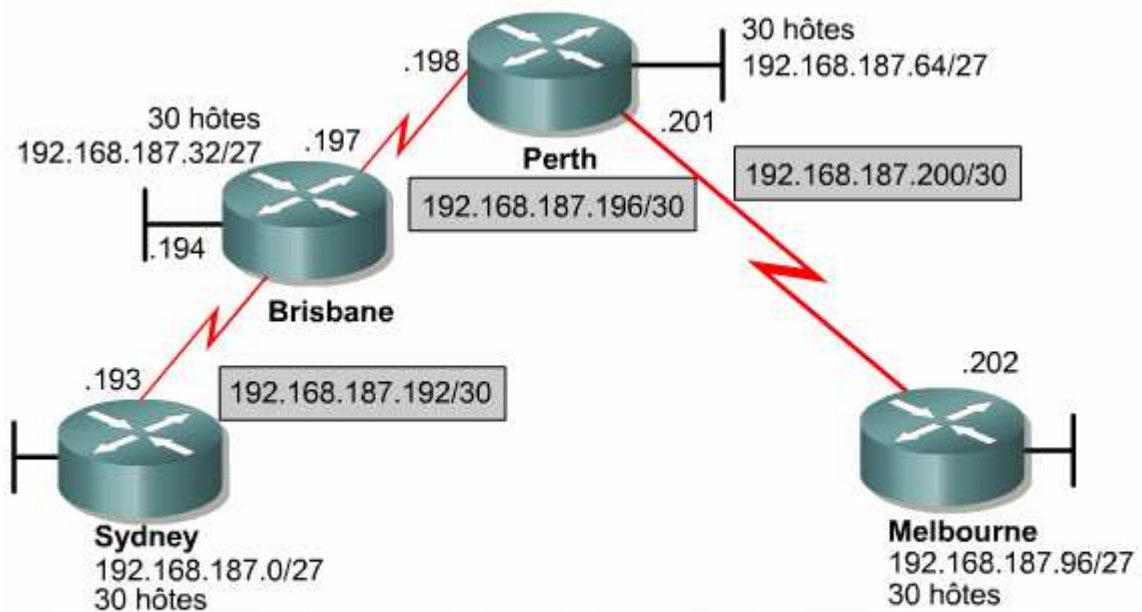 30 hôtes
192.168.187.64/27
.198
.201
Perth
30 hôtes
192.168.187.32/27
.197
192.168.187.200/30
192.168.187.196/30
.194
Brisbane
.193
192.168.187.192/30
.202
Sydney
192.168.187.0/27
30 hôtes
Melbourne
192.168.187.96/27
30 hôtes